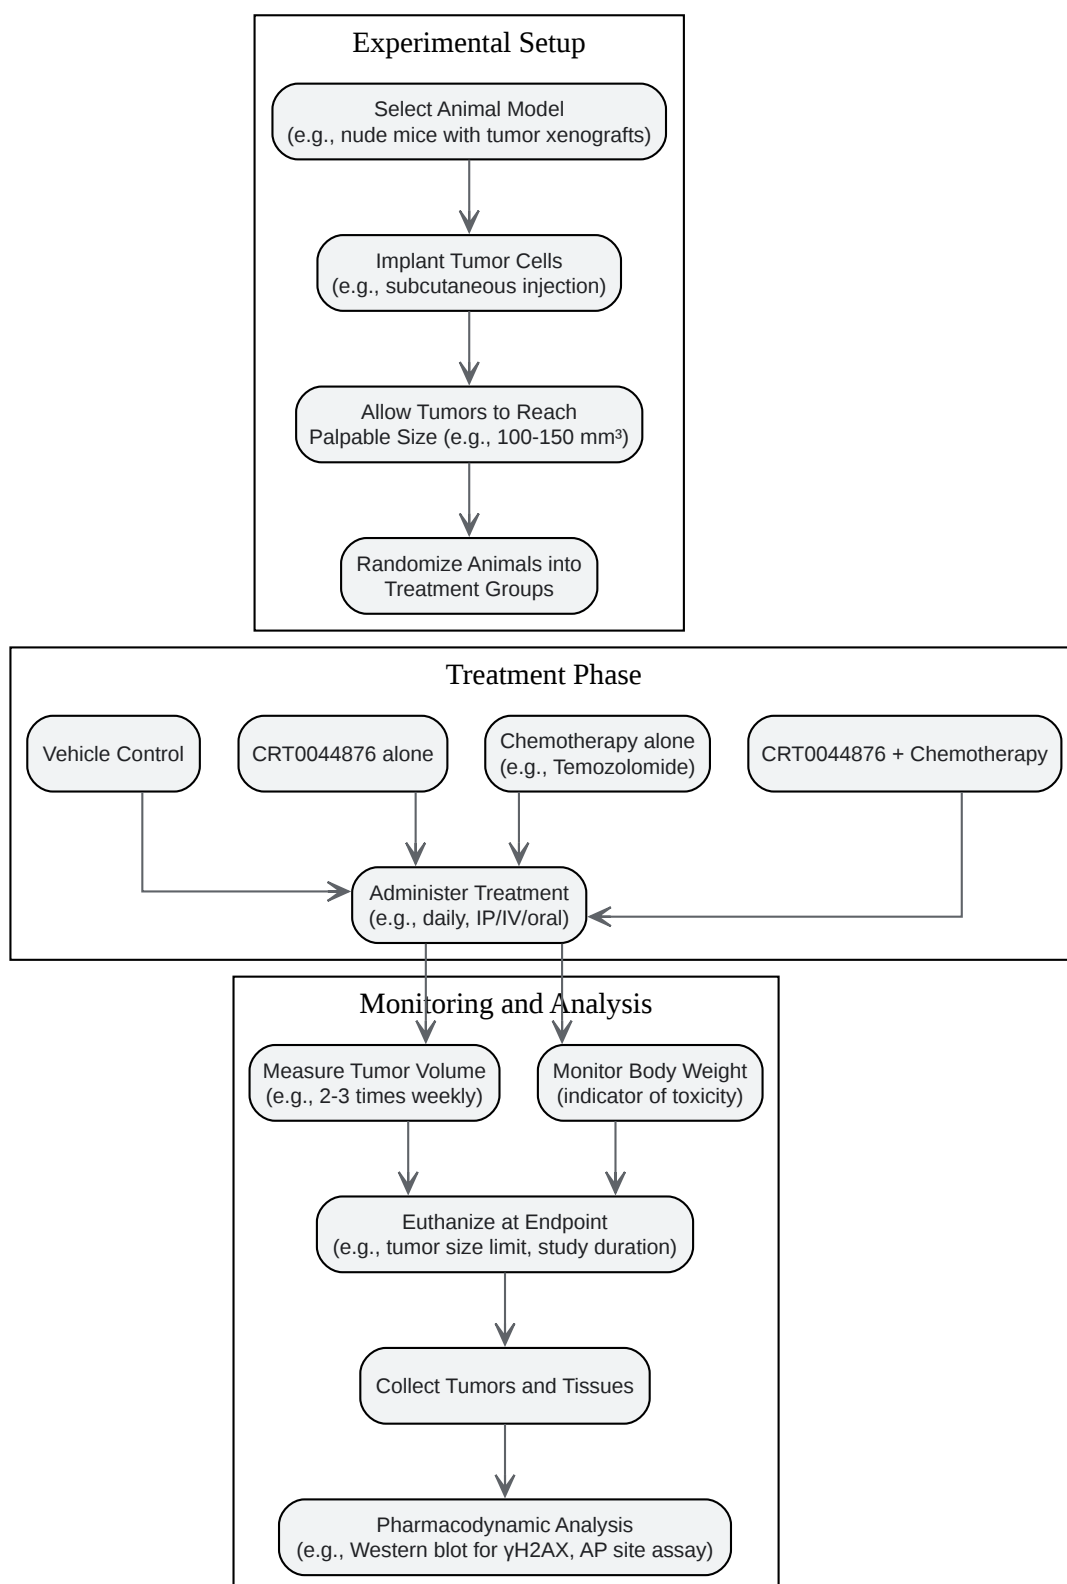 Experimental Setup
Select Animal Model
(e.g., nude mice with tumor xenografts)
Implant Tumor Cells
(e.g., subcutaneous injection)
Allow Tumors to Reach
Palpable Size (e.g., 100-150 mm³)
Randomize Animals into
Treatment Groups
Treatment Phase
Vehicle Control
CRT0044876 alone
Chemotherapy alone
(e.g., Temozolomide)
CRT0044876 + Chemotherapy
Administer Treatment
(e.g., daily, IP/IV/oral)
Monitoring and Analysis
Measure Tumor Volume
(e.g., 2-3 times weekly)
Monitor Body Weight
(indicator of toxicity)
Euthanize at Endpoint
(e.g., tumor size limit, study duration)
Collect Tumors and Tissues
Pharmacodynamic Analysis
(e.g., Western blot for γH2AX, AP site assay)